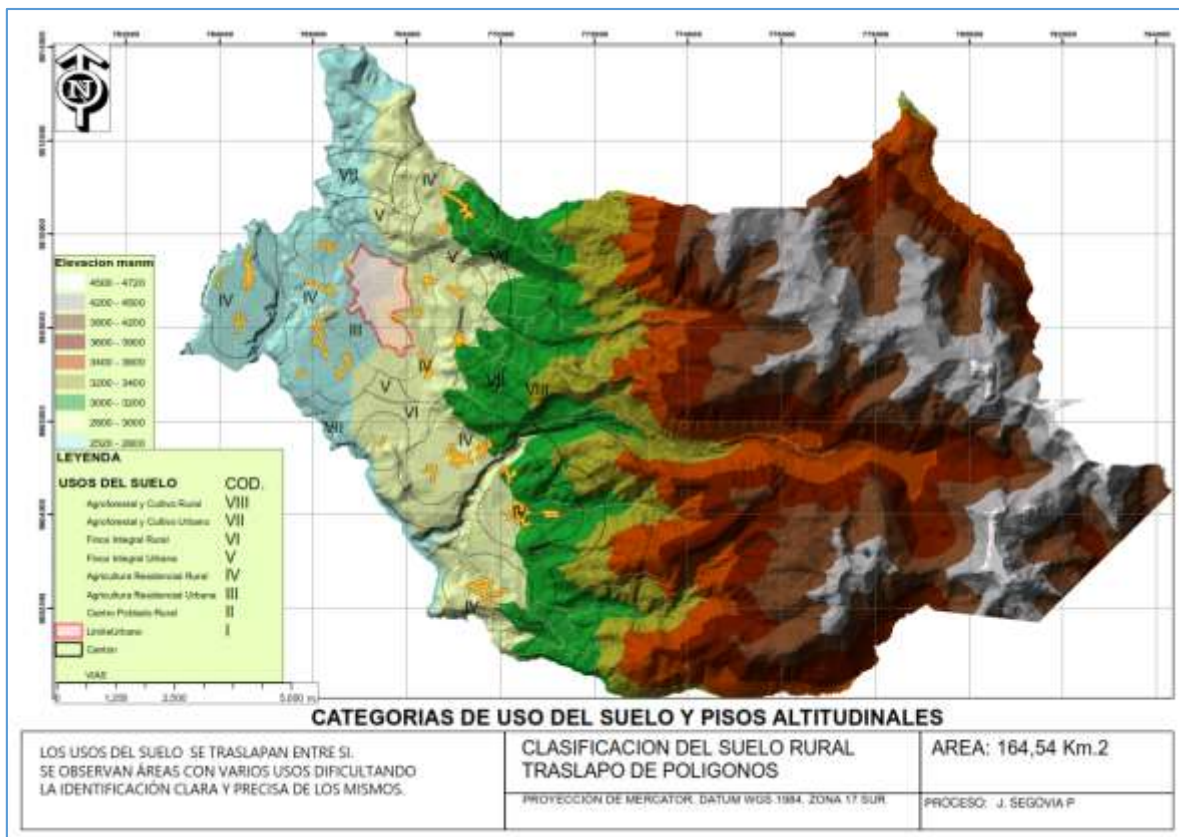 N
Elevacion msnm
4500 - 4720
4200 - 4500
3800 - 4200
3600 - 3800
3400 - 3600
3200 - 3400
3000 - 3200
2800 - 3000
2520 - 2800
LEYENDA
USOS DEL SUELO COD.
Agroforestal y Cultivo Rural VIII
Agroforestal y Cultivo Urbano VII
Finca Integral Rural VI
Finca Integral Urbana V
Agricultura Residencial Rural IV
Agricultura Residencial Urbana III
Centro Poblado Rural II
LimiteUrbano I
Canton
VIAS
VII
IV
V
V
VII
IV
IV
III
IV
V
VII
VIII
VI
VII
IV
IV
IV
CATEGORIAS DE USO DEL SUELO Y PISOS ALTITUDINALES
LOS USOS DEL SUELO SE TRASLAPAN ENTRE SI.
SE OBSERVAN ÁREAS CON VARIOS USOS DIFICULTANDO
LA IDENTIFICACIÓN CLARA Y PRECISA DE LOS MISMOS.
CLASIFICACION DEL SUELO RURAL
TRASLAPO DE POLIGONOS
PROYECCIÓN DE MERCATOR. DATUM WGS 1984. ZONA 17 SUR
AREA: 164,54 Km.2
PROCESO: J. SEGOVIA P